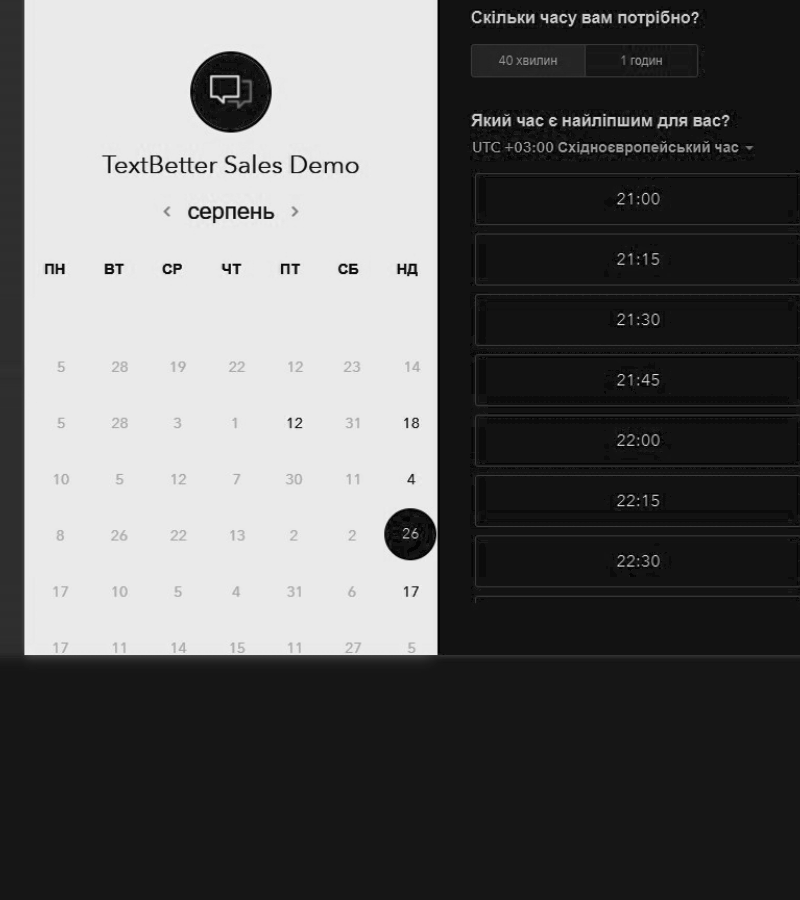 TextBetter Sales Demo
‹ серпень ›
ПН ВТ СР ЧТ ПТ СБ НД
5 28 19 22 12 23 14
5 28 3 1 12 31 18
10 5 12 7 30 11 4
8 26 22 13 2 2 26
17 10 5 4 31 6 17
17 11 14 15 11 27 5
Скільки часу вам потрібно?
40 хвилин 1 годин
Який час є найліпшим для вас?
UTC +03:00 Східноєвропейський час
21:00
21:15
21:30
21:45
22:00
22:15
22:30